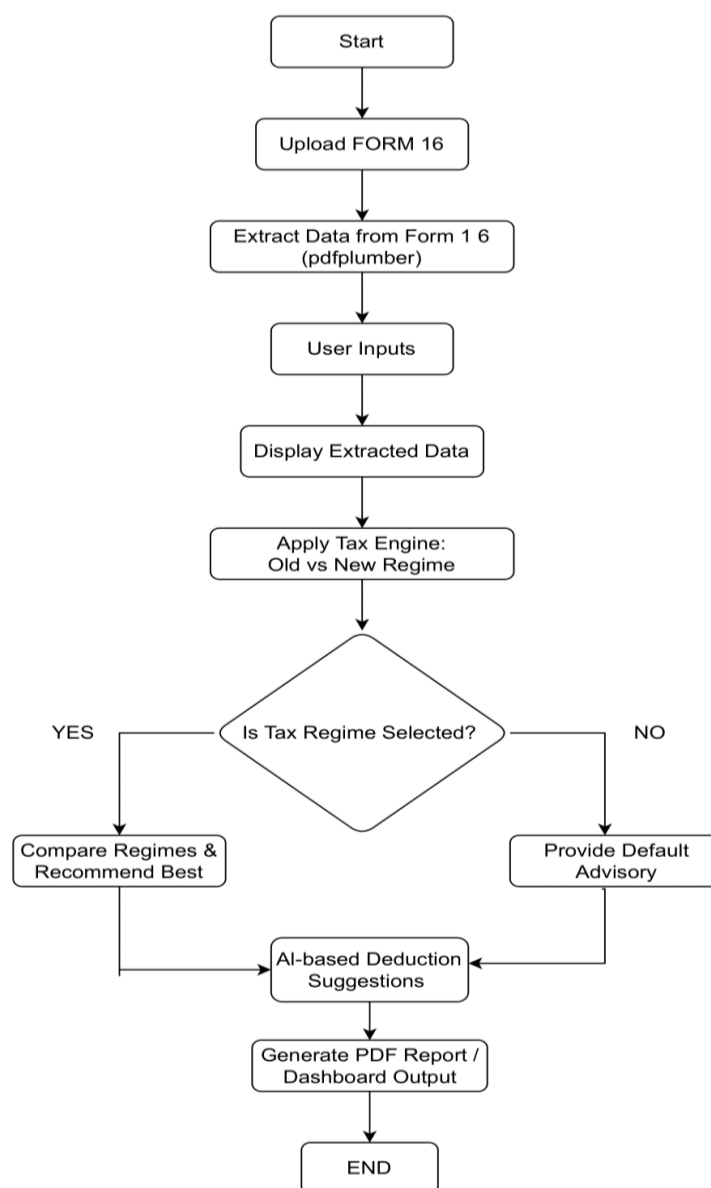 Start
Upload FORM 16
Extract Data from Form 1 6
(pdfplumber)
User Inputs
Display Extracted Data
Apply Tax Engine:
Old vs New Regime
Is Tax Regime Selected?
YES
NO
Compare Regimes &
Recommend Best
Provide Default
Advisory
AI-based Deduction
Suggestions
Generate PDF Report /
Dashboard Output
END